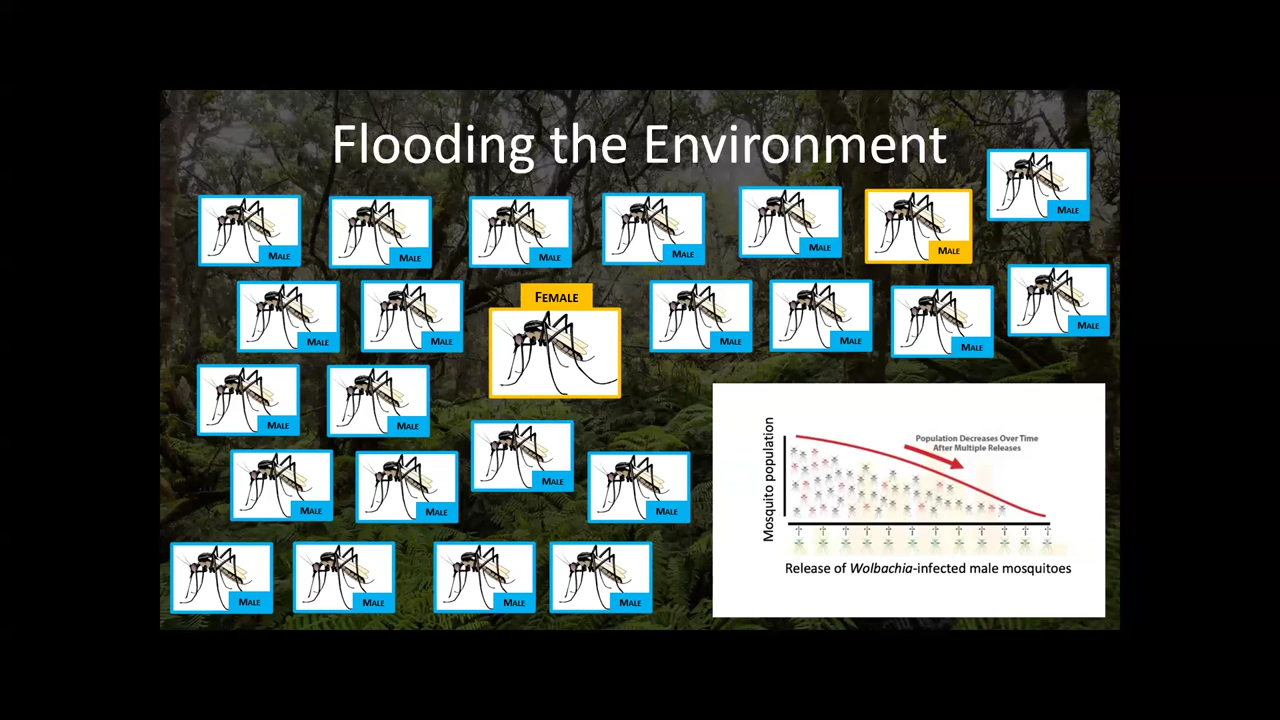 Flooding the Environment
MALE
MALE
MALE
MALE
MALE
MALE
MALE
MALE
MALE
FEMALE
MALE
MALE
MALE
MALE
MALE
MALE
MALE
MALE
MALE
MALE
MALE
MALE
MALE
MALE
Mosquito population
Population Decreases Over Time
After Multiple Releases
Release of Wolbachia-infected male mosquitoes